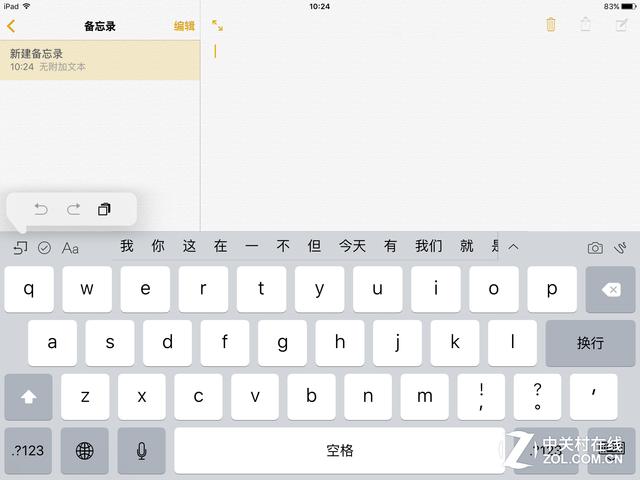 iPad 10:24 83%
备忘录 编辑
新建备忘录
10:24 无附加文本
Aa 我 你 这 在 一 不 但 今天 有 我们 就
q w e r t y u i o p
a s d f g h j k l 换行
z x c v b n m ! , ? 。 ,
.?123 空格 .?123
中关村在线
ZOL.COM.CN